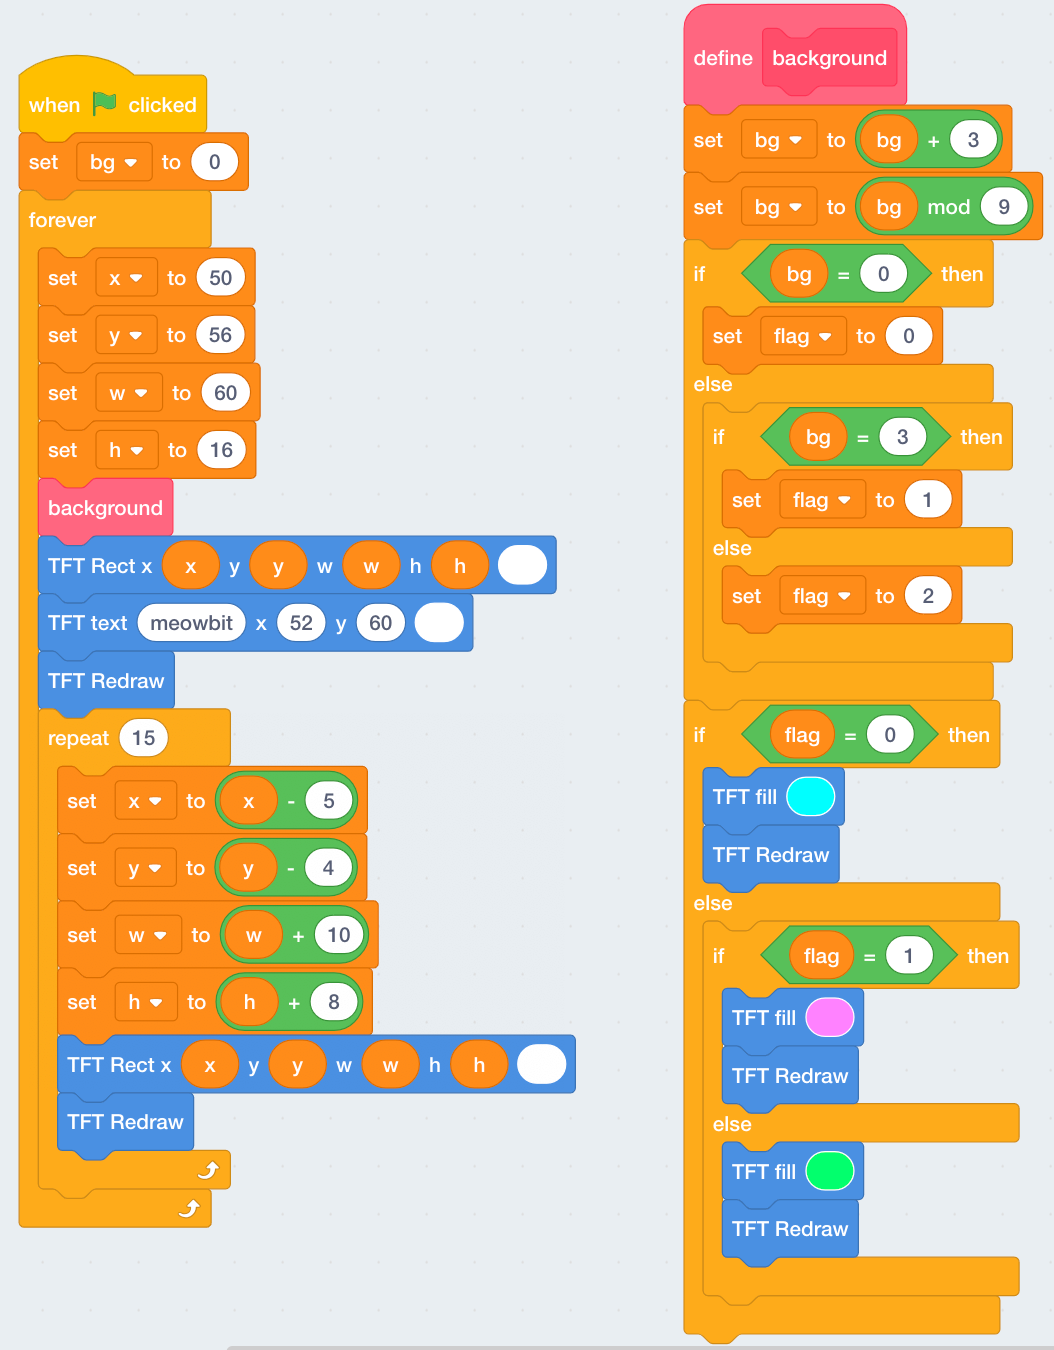 when clicked
set bg to 0
forever
set x to 50
set y to 56
set w to 60
set h to 16
background
TFT Rect x x y y w w h h
TFT text meowbit x 52 y 60
TFT Redraw
repeat 15
set x to x - 5
set y to y - 4
set w to w + 10
set h to h + 8
TFT Rect x x y y w w h h
TFT Redraw
define background
set bg to bg + 3
set bg to bg mod 9
if bg = 0 then
set flag to 0
else
if bg = 3 then
set flag to 1
else
set flag to 2
if flag = 0 then
TFT fill
TFT Redraw
else
if flag = 1 then
TFT fill
TFT Redraw
else
TFT fill
TFT Redraw